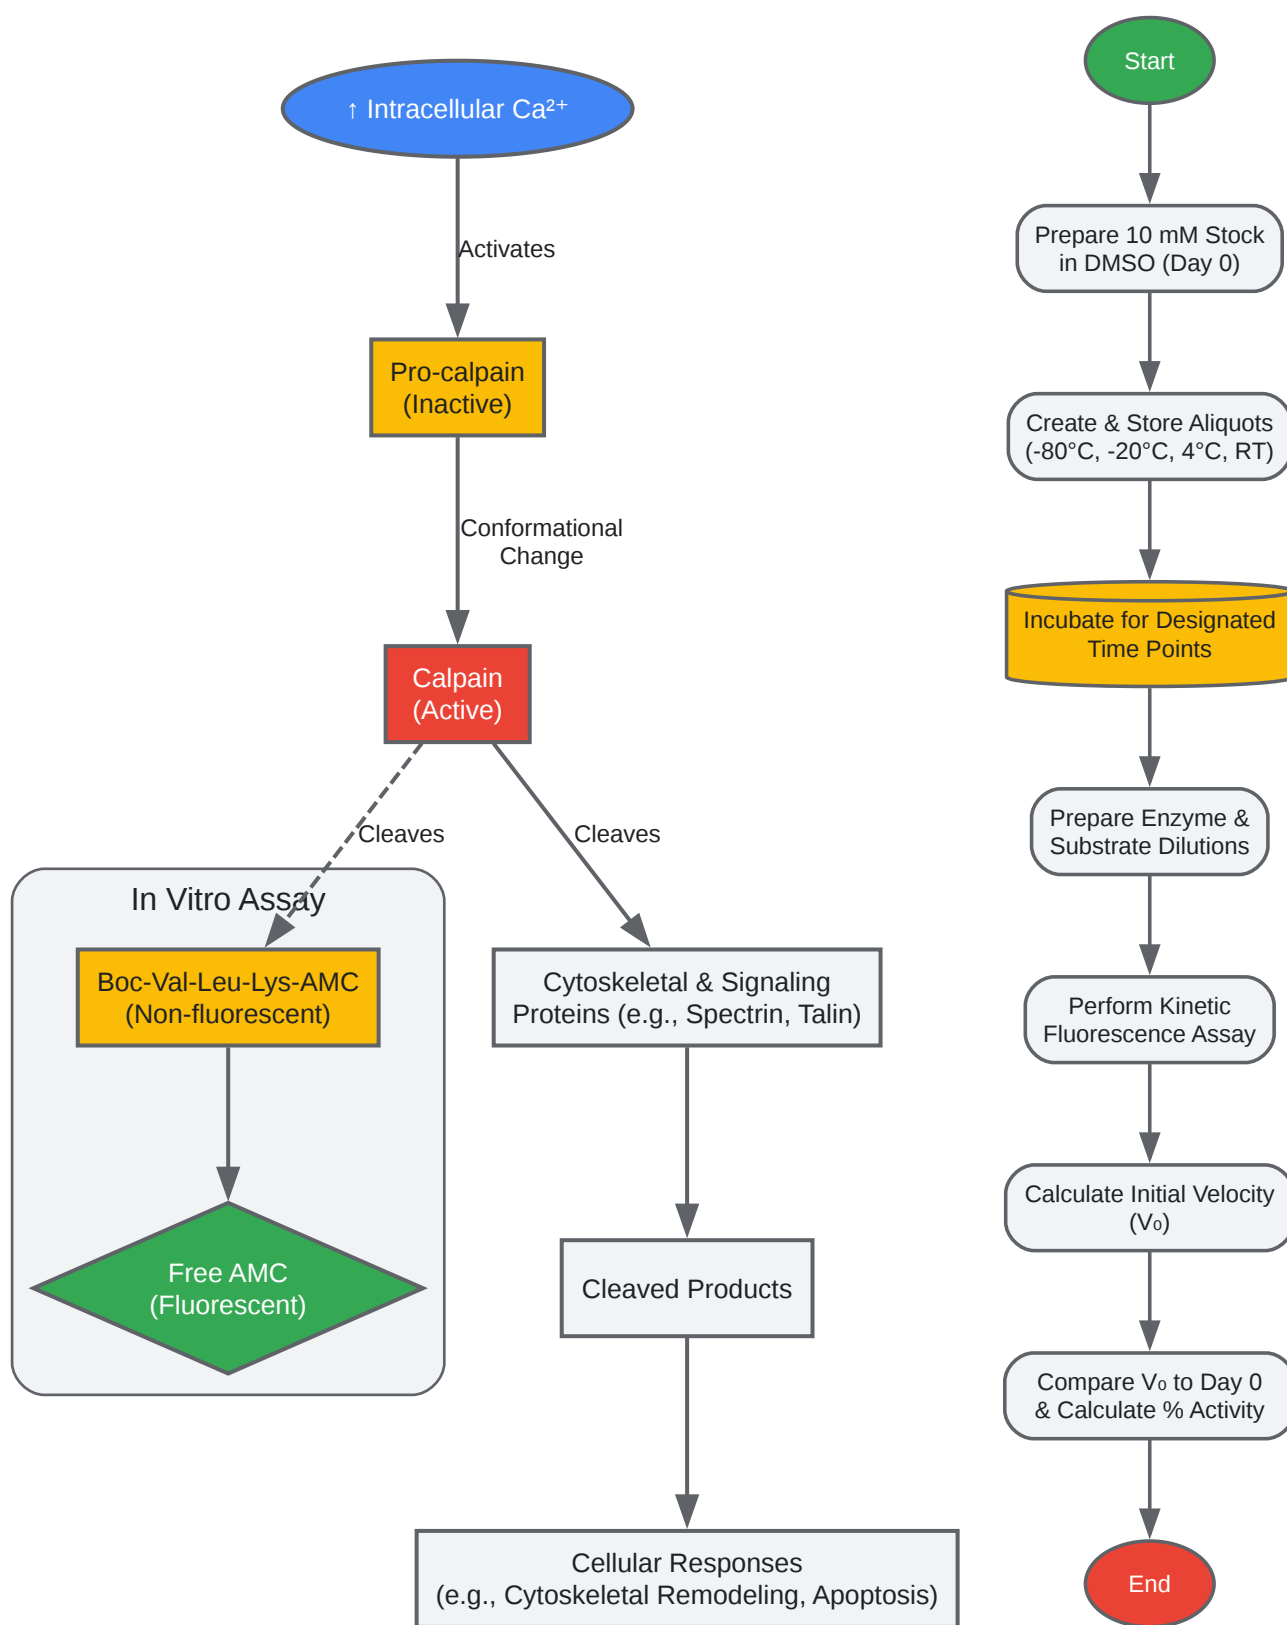 ↑ Intracellular Ca²⁺
Activates
Pro-calpain
(Inactive)
Conformational
Change
Calpain
(Active)
Cleaves
Cleaves
In Vitro Assay
Boc-Val-Leu-Lys-AMC
(Non-fluorescent)
Cytoskeletal & Signaling
Proteins (e.g., Spectrin, Talin)
Free AMC
(Fluorescent)
Cleaved Products
Cellular Responses
(e.g., Cytoskeletal Remodeling, Apoptosis)
Start
Prepare 10 mM Stock
in DMSO (Day 0)
Create & Store Aliquots
(-80°C, -20°C, 4°C, RT)
Incubate for Designated
Time Points
Prepare Enzyme &
Substrate Dilutions
Perform Kinetic
Fluorescence Assay
Calculate Initial Velocity
(V₀)
Compare V₀ to Day 0
& Calculate % Activity
End